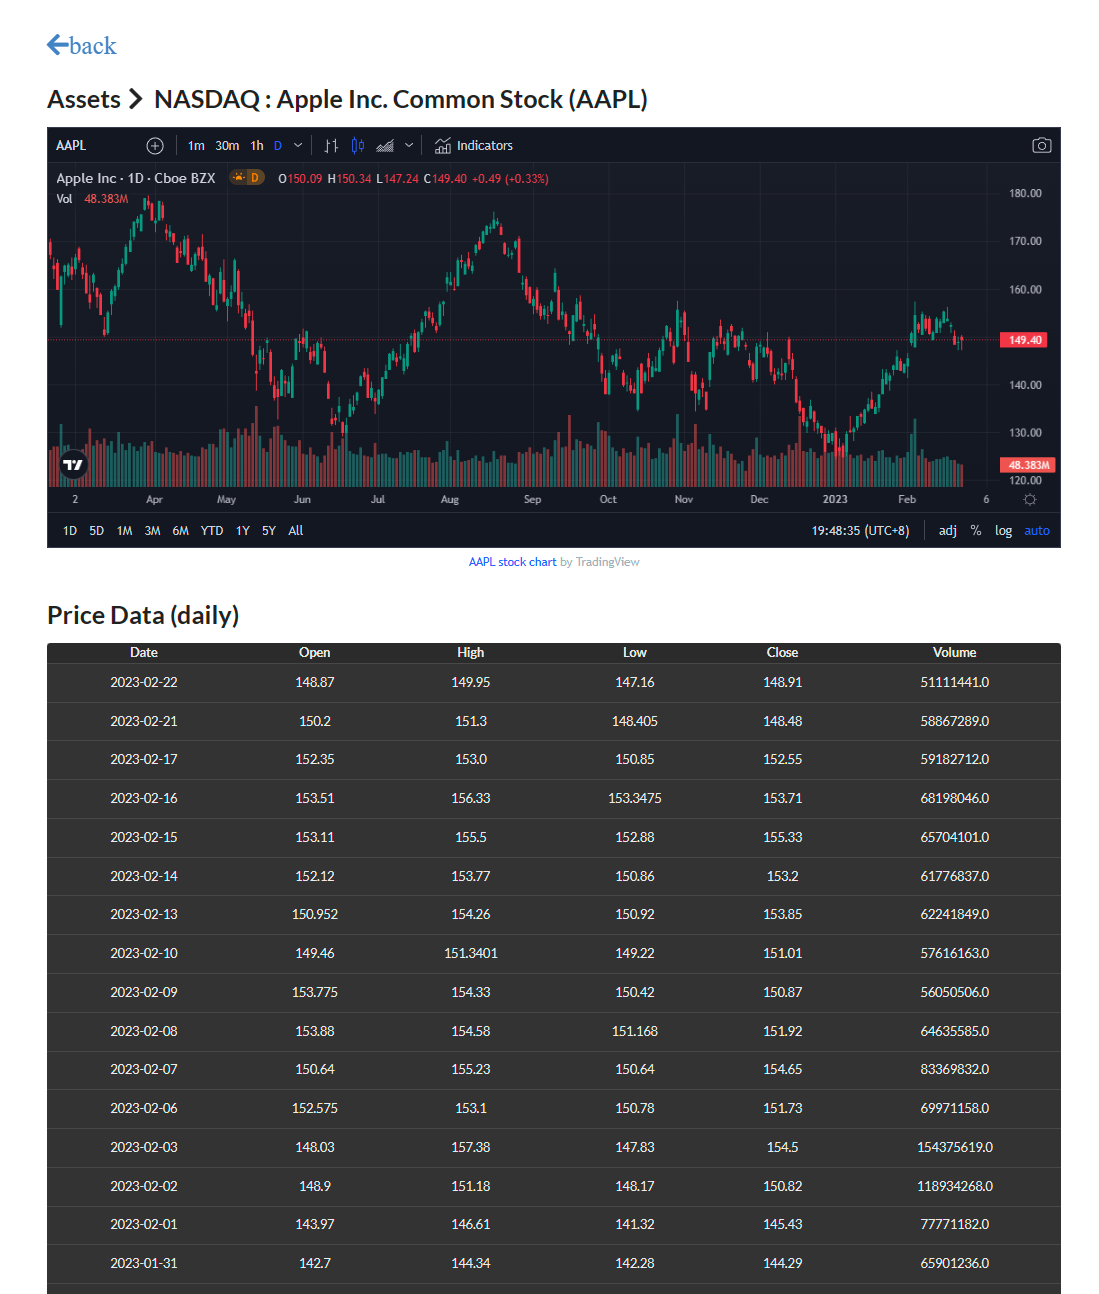 back
Assets NASDAQ : Apple Inc. Common Stock (AAPL)
AAPL 1m 30m 1h D Indicators
Apple Inc · 1D · Cboe BZX D O150.09 H150.34 L147.24 C149.40 +0.49 (+0.33%)
Vol 48.383M
180.00
170.00
160.00
149.40
140.00
130.00
48.383M
120.00
2 Apr May Jun Jul Aug Sep Oct Nov Dec 2023 Feb 6
1D 5D 1M 3M 6M YTD 1Y 5Y All 19:48:35 (UTC+8) adj % log auto
AAPL stock chart by TradingView
Price Data (daily)
Date Open High Low Close Volume
2023-02-22 148.87 149.95 147.16 148.91 51111441.0
2023-02-21 150.2 151.3 148.405 148.48 58867289.0
2023-02-17 152.35 153.0 150.85 152.55 59182712.0
2023-02-16 153.51 156.33 153.3475 153.71 68198046.0
2023-02-15 153.11 155.5 152.88 155.33 65704101.0
2023-02-14 152.12 153.77 150.86 153.2 61776837.0
2023-02-13 150.952 154.26 150.92 153.85 62241849.0
2023-02-10 149.46 151.3401 149.22 151.01 57616163.0
2023-02-09 153.775 154.33 150.42 150.87 56050506.0
2023-02-08 153.88 154.58 151.168 151.92 64635585.0
2023-02-07 150.64 155.23 150.64 154.65 83369832.0
2023-02-06 152.575 153.1 150.78 151.73 69971158.0
2023-02-03 148.03 157.38 147.83 154.5 154375619.0
2023-02-02 148.9 151.18 148.17 150.82 118934268.0
2023-02-01 143.97 146.61 141.32 145.43 77771182.0
2023-01-31 142.7 144.34 142.28 144.29 65901236.0